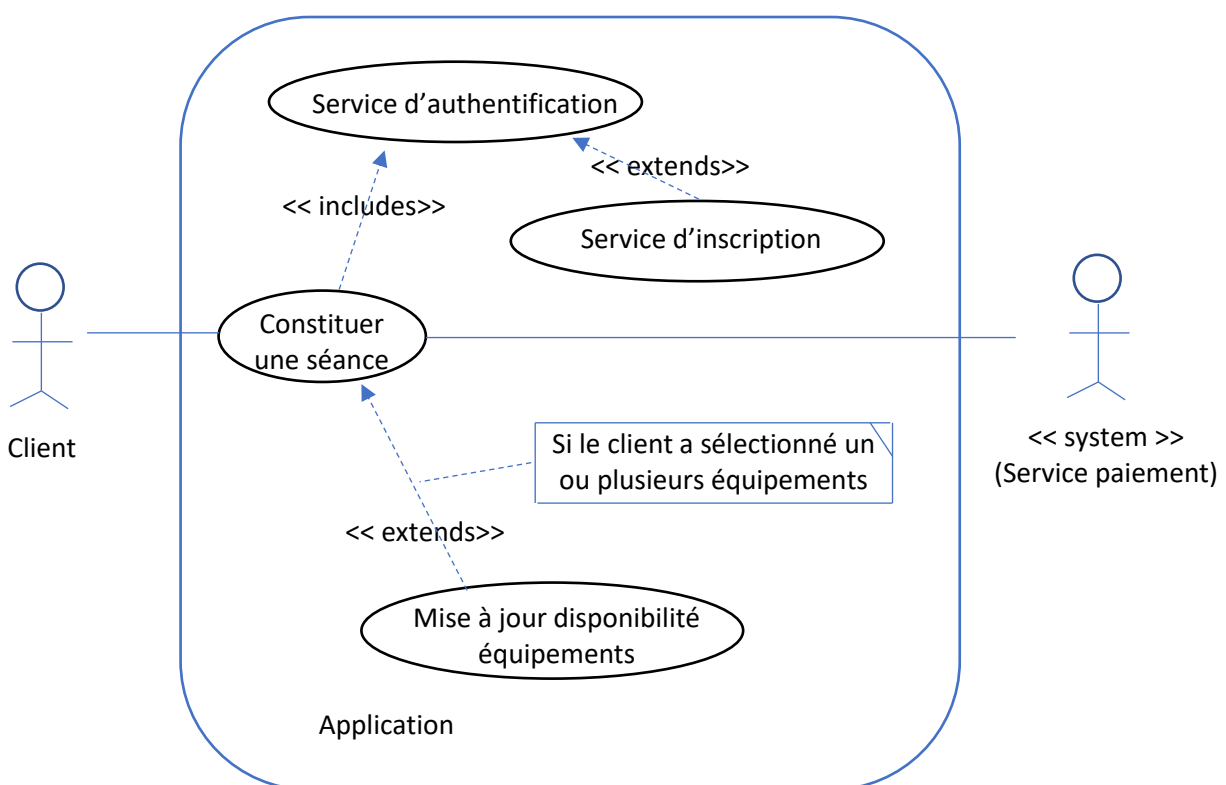 Service d’authentification
<< extends>>
<< includes>>
Service d’inscription
Constituer
une séance
Client
Si le client a sélectionné un
ou plusieurs équipements
<< system >>
(Service paiement)
<< extends>>
Mise à jour disponibilité
équipements
Application